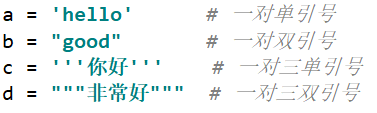 a = 'hello'       # 一对单引号
b = "good"        # 一对双引号
c = '''你好'''    # 一对三单引号
d = """非常好"""  # 一对三双引号